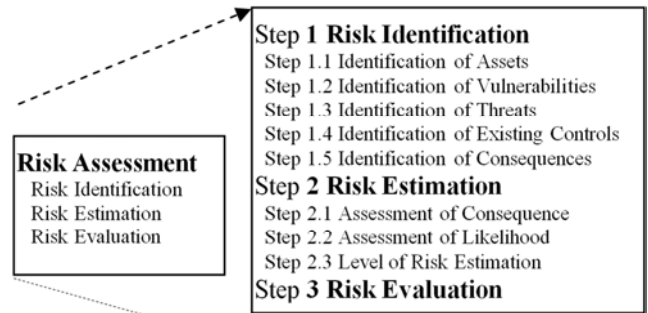 Risk Assessment
Risk Identification
Risk Estimation
Risk Evaluation
Step 1 Risk Identification
Step 1.1 Identification of Assets
Step 1.2 Identification of Vulnerabilities
Step 1.3 Identification of Threats
Step 1.4 Identification of Existing Controls
Step 1.5 Identification of Consequences
Step 2 Risk Estimation
Step 2.1 Assessment of Consequence
Step 2.2 Assessment of Likelihood
Step 2.3 Level of Risk Estimation
Step 3 Risk Evaluation